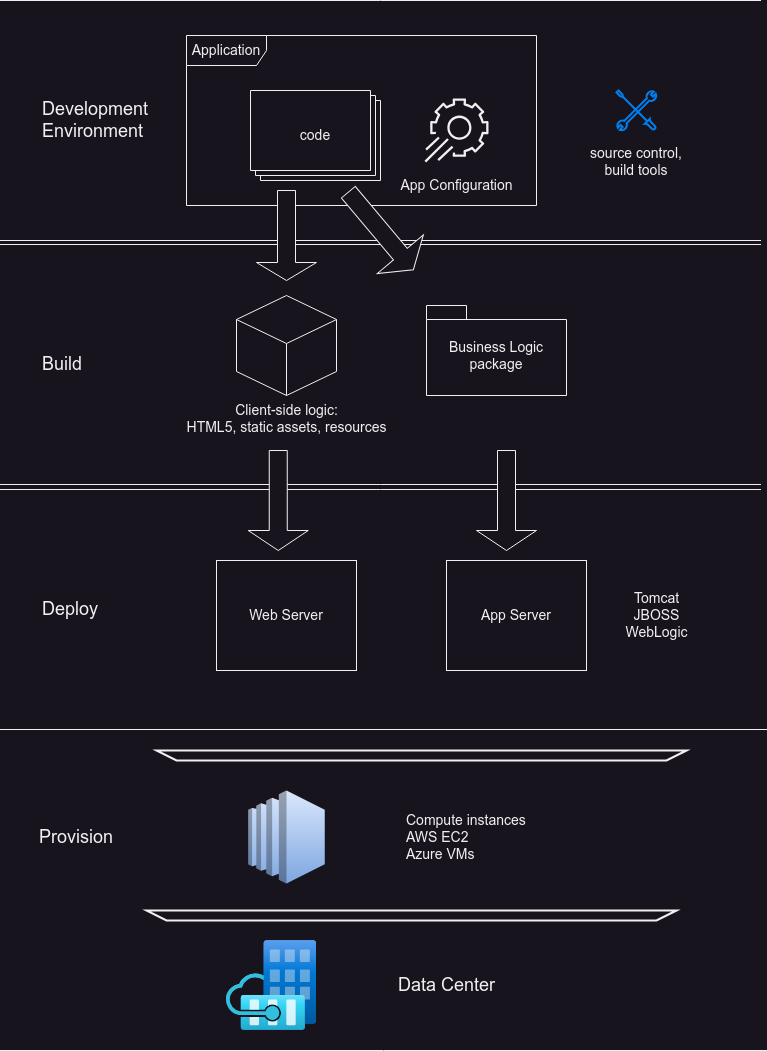 Application
Development
Environment
code
App Configuration
source control,
build tools
Build
Business Logic
package
Client-side logic:
HTML5, static assets, resources
Deploy
Web Server
App Server
Tomcat
JBOSS
WebLogic
Provision
Compute instances
AWS EC2
Azure VMs
Data Center